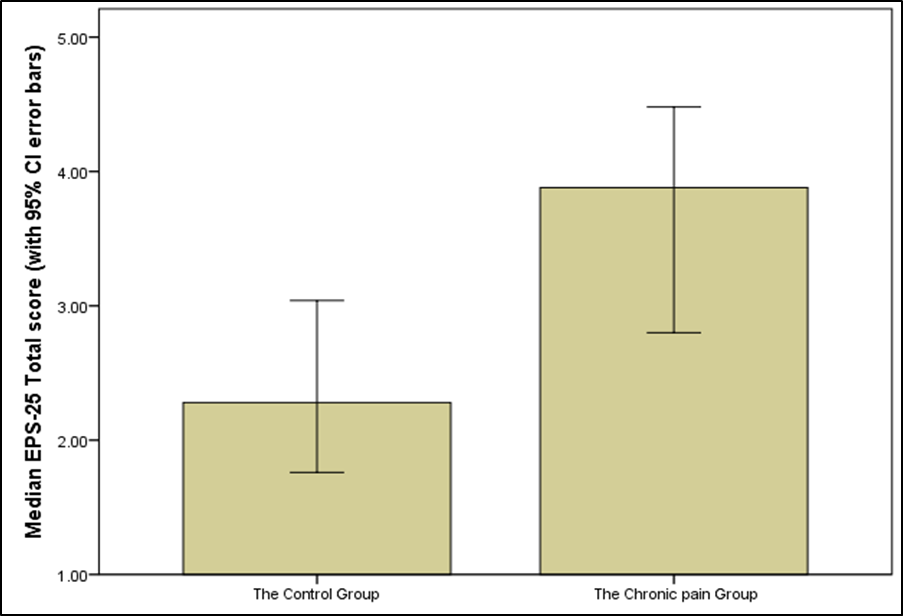 Median EPS-25 Total score (with 95% CI error bars)
5.00
4.00
3.00
2.00
1.00
The Control Group
The Chronic pain Group